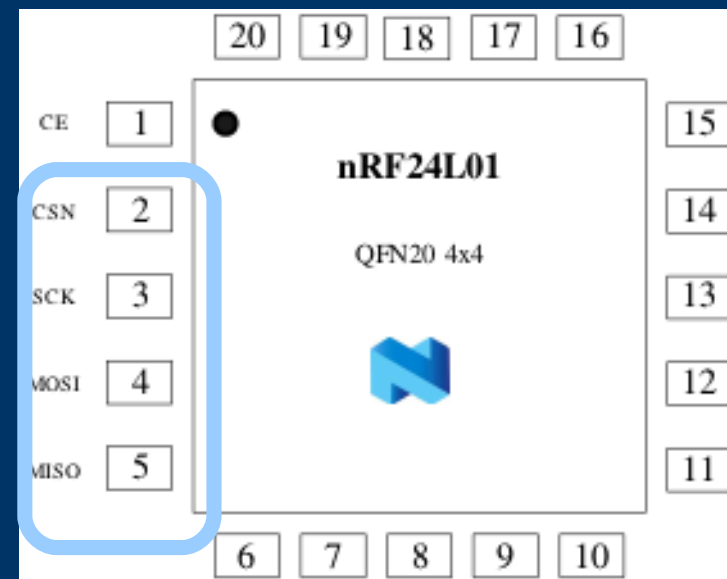 20 19 18 17 16
CE 1 15
nRF24L01
CSN 2 14
QFN20 4x4
SCK 3 13
MOSI 4 12
MISO 5 11
6 7 8 9 10